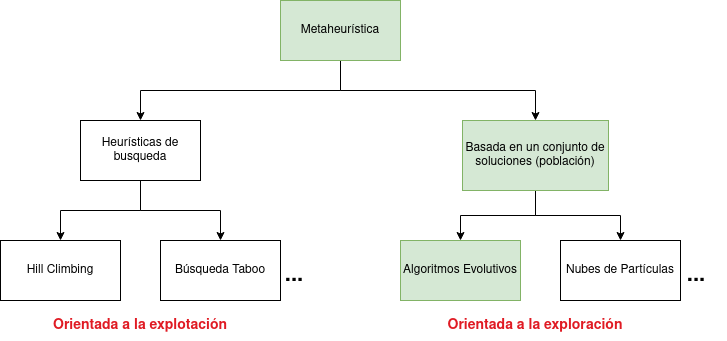 Metaheurística
Heurísticas de
busqueda
Basada en un conjunto de
soluciones (población)
Hill Climbing
Búsqueda Taboo
...
Algoritmos Evolutivos
Nubes de Partículas
...
Orientada a la explotación
Orientada a la exploración